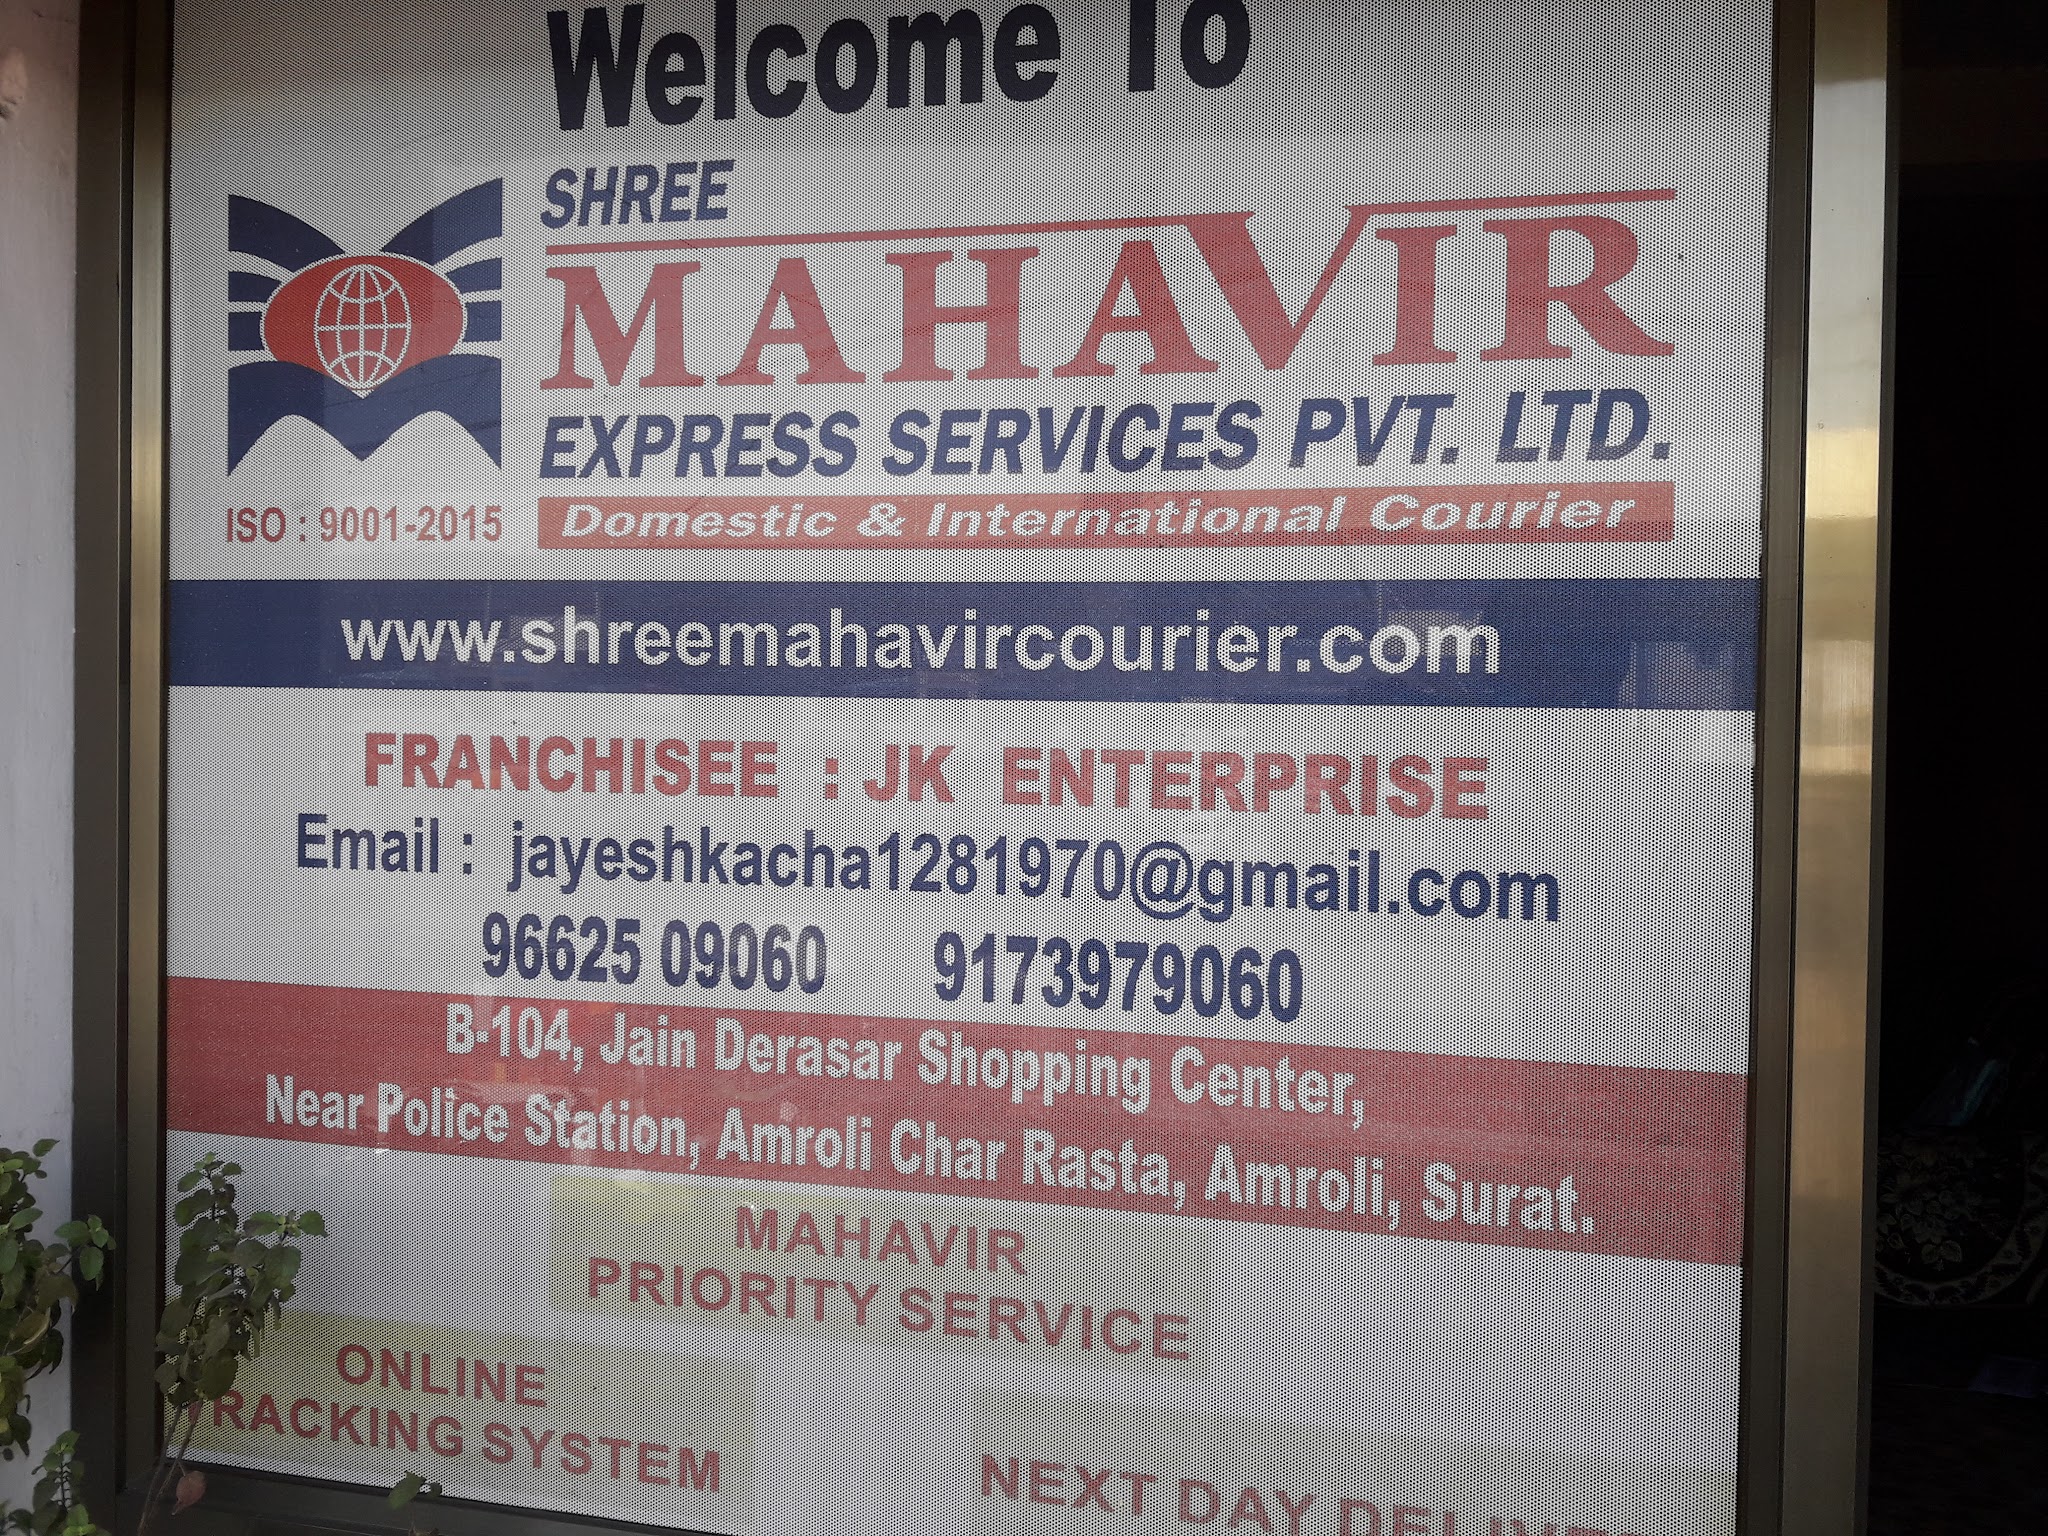 Welcome To
SHREE
MAHAVIR
EXPRESS SERVICES PVT. LTD.
ISO : 9001-2015
Domestic & International Courier
www.shreemahavircourier.com
FRANCHISEE : JK ENTERPRISE
Email : jayeshkacha1281970@gmail.com
96625 09060 9173979060
B-104, Jain Derasar Shopping Center,
Near Police Station, Amroli Char Rasta, Amroli, Surat.
MAHAVIR
PRIORITY SERVICE
ONLINE
TRACKING SYSTEM
NEXT DAY